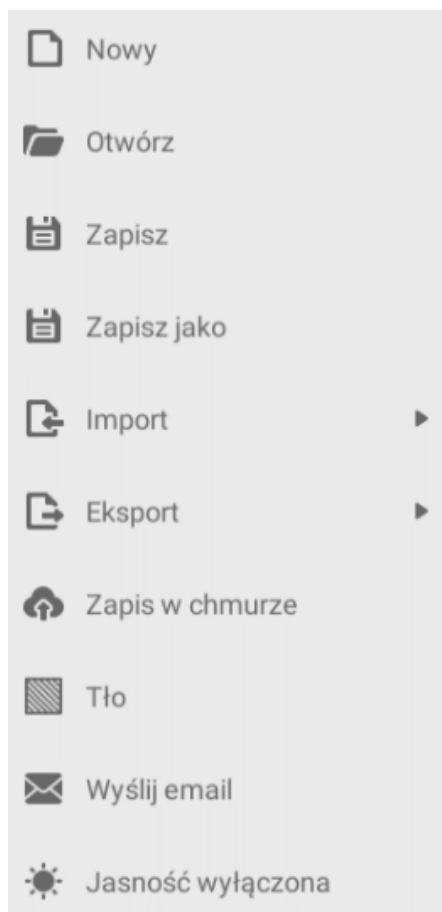 Nowy
Otwórz
Zapisz
Zapisz jako
Import
Eksport
Zapis w chmurze
Tło
Wyślij email
Jasność wyłączona